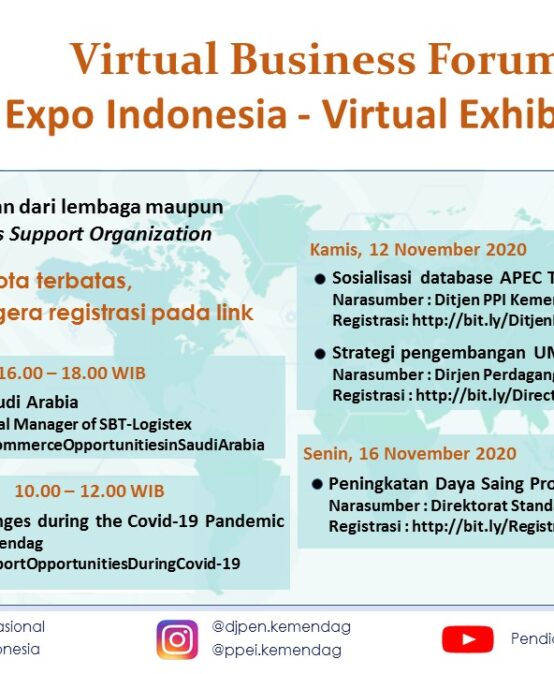 Virtual Business Forum
Expo Indonesia - Virtual Exhib
an dari lembaga maupun
s Support Organization
ota terbatas,
gera registrasi pada link
16.00 – 18.00 WIB
udi Arabia
al Manager of SBT-Logistex
ommerceOpportunitiesinSaudiArabia
10.00 – 12.00 WIB
nges during the Covid-19 Pandemic
endag
portOpportunitiesDuringCovid-19
Kamis, 12 November 2020
Sosialisasi database APEC T
Narasumber : Ditjen PPI Kemen
Registrasi: http://bit.ly/Ditjen
Strategi pengembangan UM
Narasumber : Dirjen Perdagang
Registrasi : http://bit.ly/Direct
Senin, 16 November 2020
Peningkatan Daya Saing Pro
Narasumber : Direktorat Standa
Registrasi : http://bit.ly/Regist
asional
onesia
@djpen.kemendag
@ppei.kemendag
Pendi